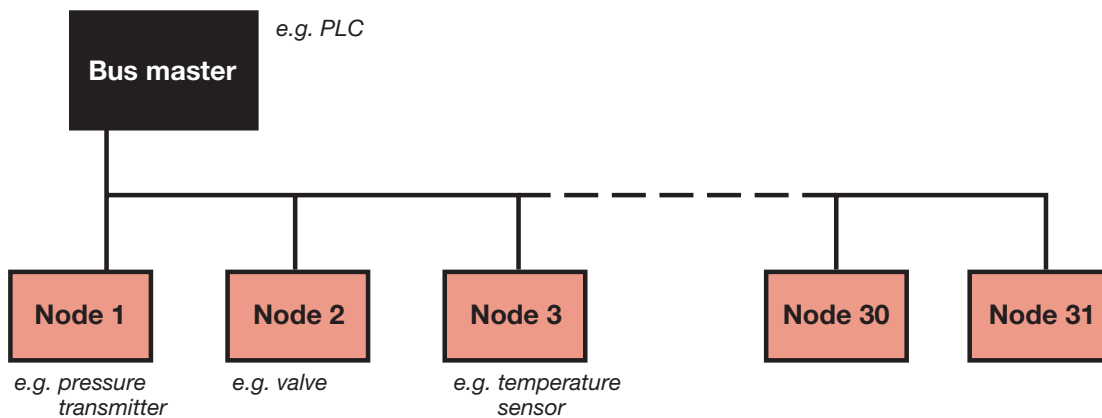 e.g. PLC
Bus master
Node 1
Node 2
Node 3
Node 30
Node 31
e.g. pressure
transmitter
e.g. valve
e.g. temperature
sensor